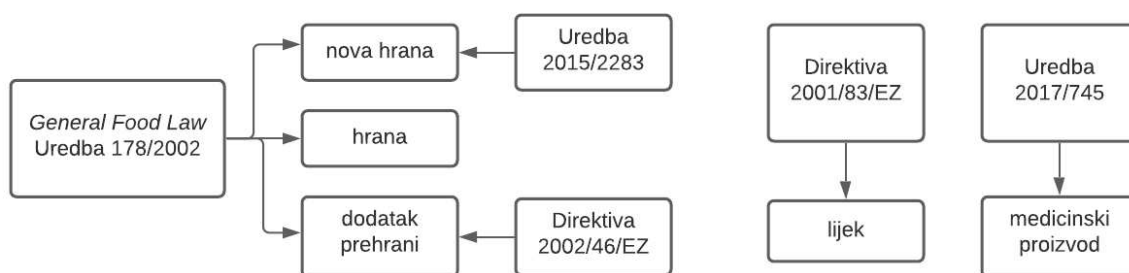 General Food Law
Uredba 178/2002
nova hrana
hrana
dodatak
prehrani
Uredba
2015/2283
Direktiva
2002/46/EZ
Direktiva
2001/83/EZ
lijek
Uredba
2017/745
medicinski
proizvod